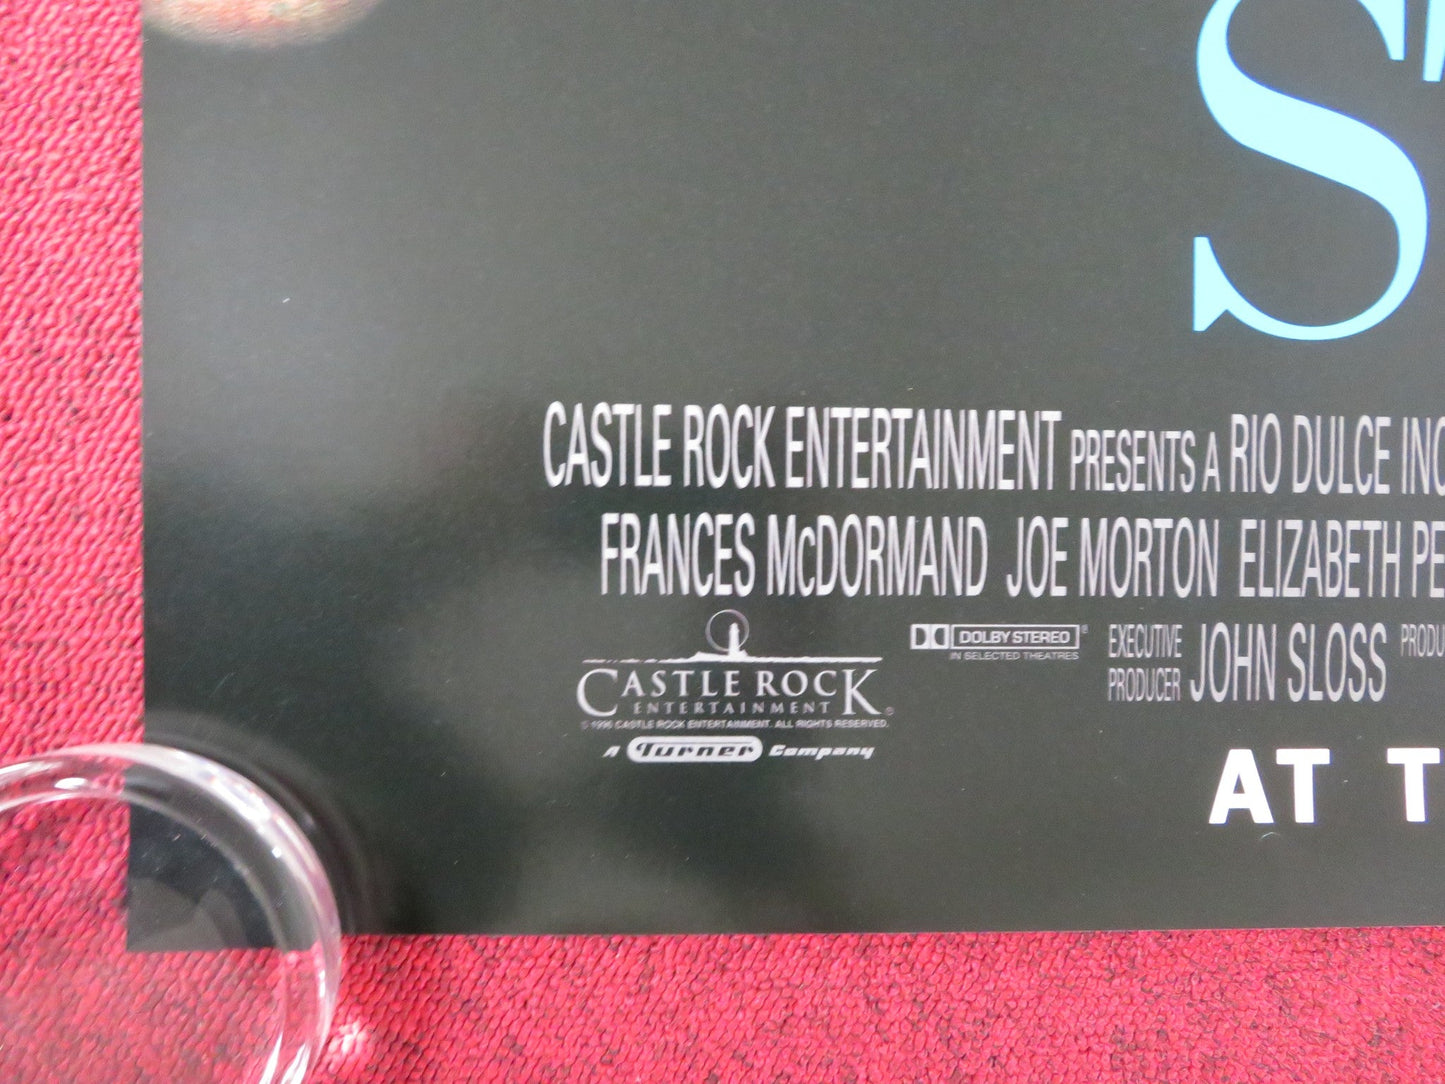 S
CASTLE ROCK ENTERTAINMENT PRESENTS A RIO DULCE INC
FRANCES McDORMAND JOE MORTON ELIZABETH PE
DOLBY STEREO ®
IN SELECTED THEATRES
EXECUTIVE PRODUCER JOHN SLOSS PRODU
CASTLE ROCK
ENTERTAINMENT ®
© 1996 CASTLE ROCK ENTERTAINMENT. ALL RIGHTS RESERVED.
A Turner Company
AT T